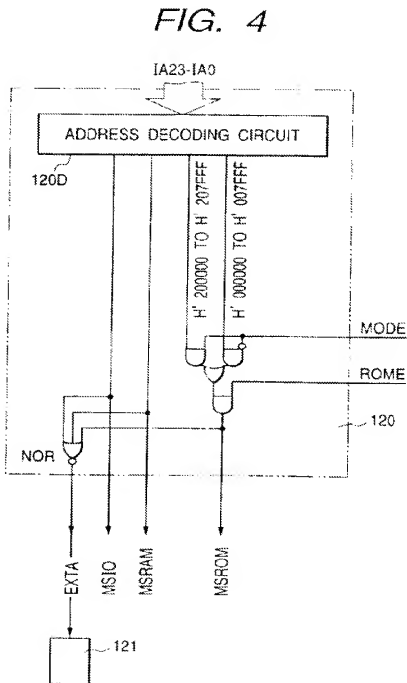 FIG. 4
IA23-IA0
ADDRESS DECODING CIRCUIT
120D
H' 200000 TO H' 207FFF
H' 000000 TO H' 007FFF
MODE
ROME
120
NOR
EXTA
MSIO
MSRAM
MSROM
121